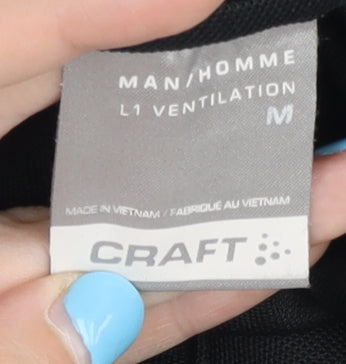 MAN/HOMME
L1 VENTILATION
M
MADE IN VIETNAM / FABRIQUÉ AU VIETNAM
CRAFT